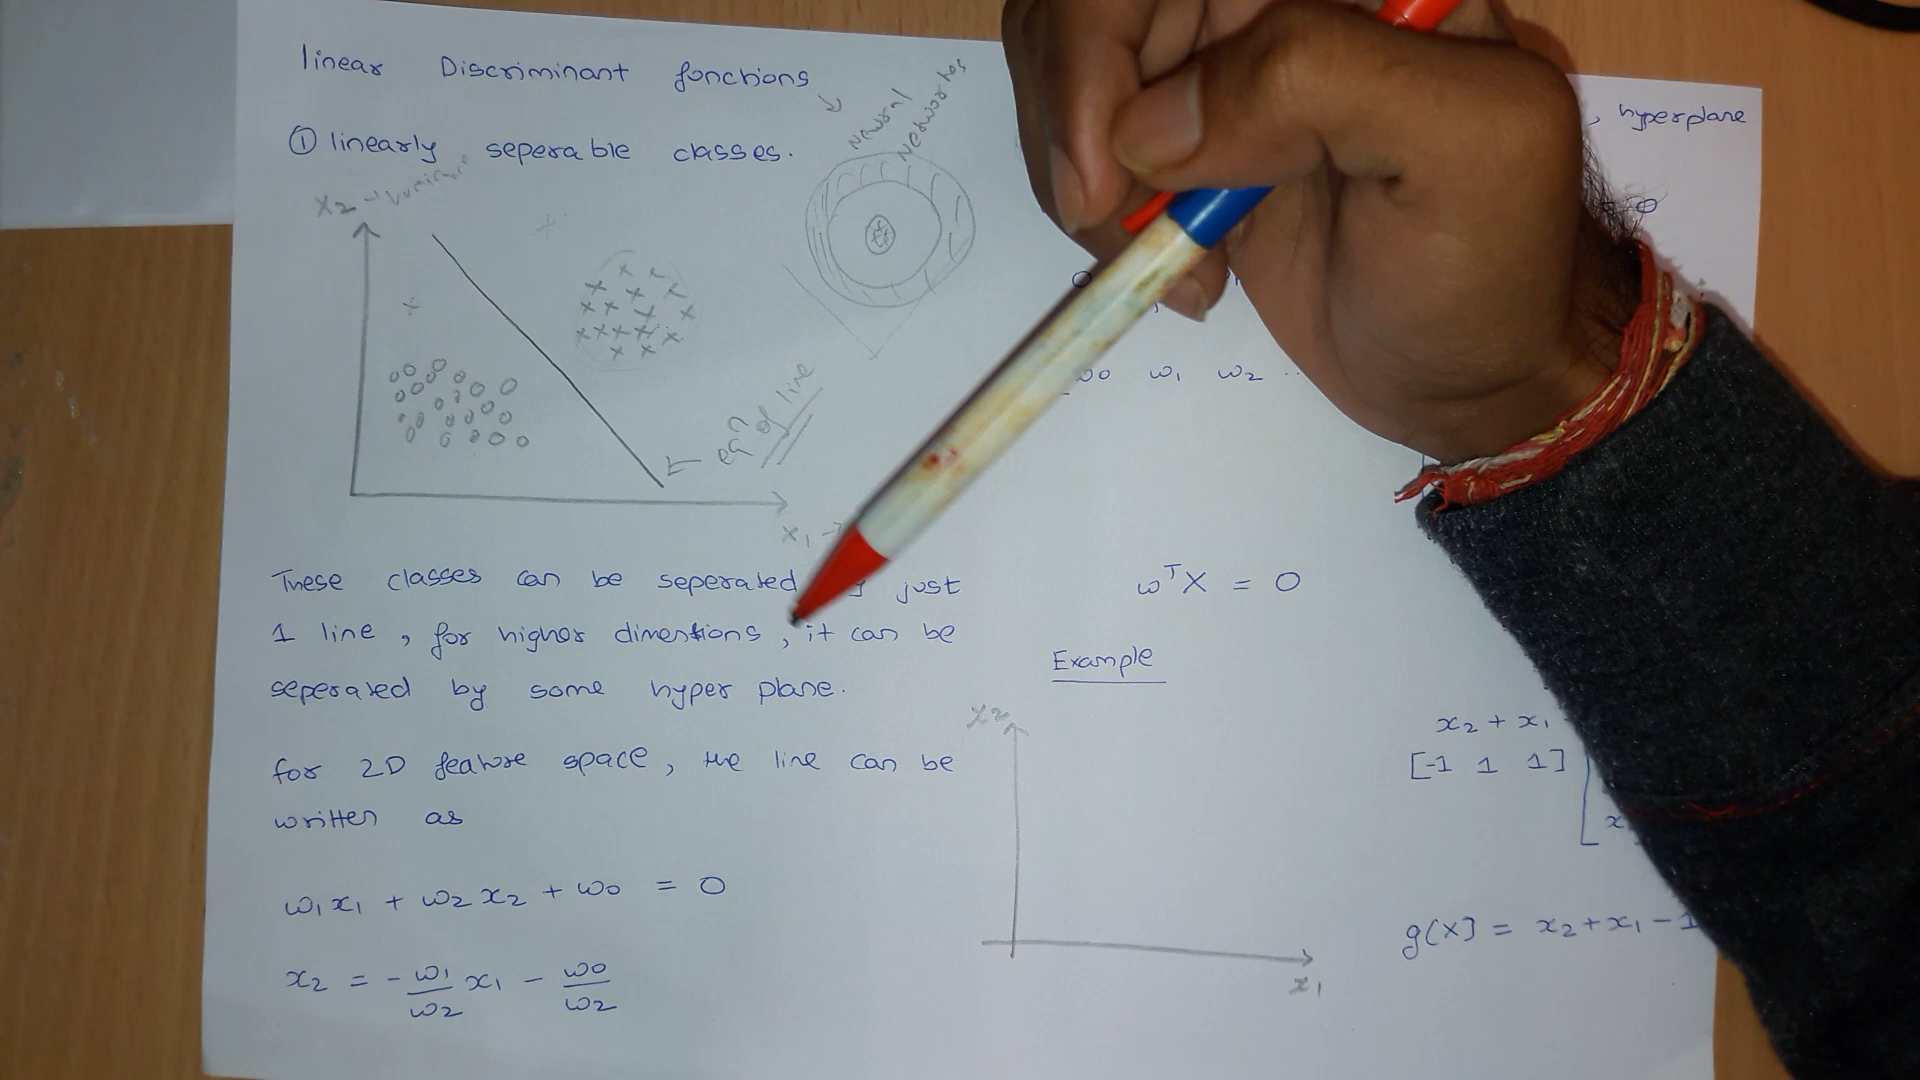 linear Discriminant fonctions
Neural
Networks
① linearly seperable classes.
x2 →
eqn of line
x1 →
These classes can be seperated just
1 line , for higher dimenstions , it can be
seperated by some hyper plane.
for 2D feature space , the line can be
written as
w1x1 + w2x2 + w0 = 0
x2 = - w1/w2 x1 - w0/w2
, hyperplane
w1 w2 ..
wᵀX = 0
Example
x2
x1
x2 + x1
[-1 1 1]
g(x) = x2 + x1 - 1